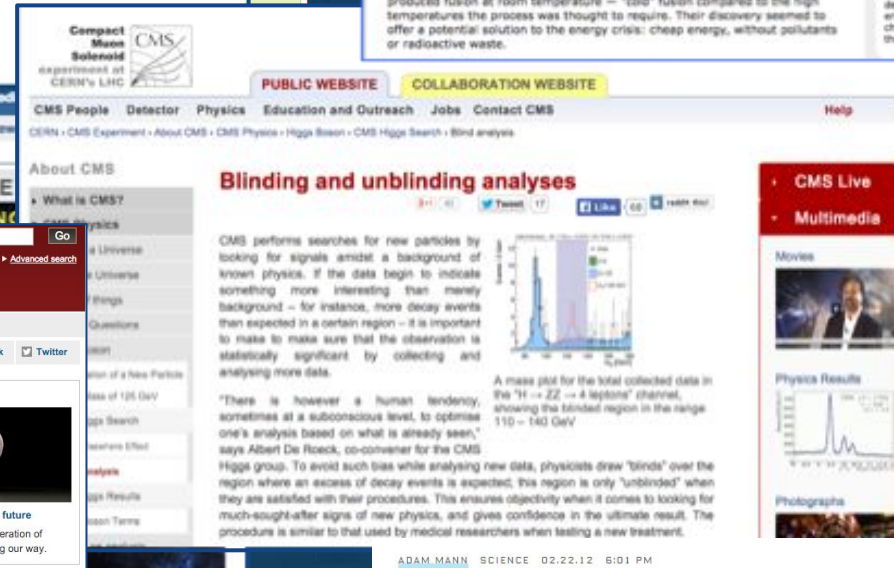 produced fusion at room temperature — "cold" fusion compared to the high
temperatures the process was thought to require. Their discovery seemed to
offer a potential solution to the energy crisis: cheap energy, without pollutants
or radioactive waste.
Compact
Muon
Solenoid
experiment at
CERN's LHC
CMS
PUBLIC WEBSITE
COLLABORATION WEBSITE
CMS People Detector Physics Education and Outreach Jobs Contact CMS
Help
CERN › CMS Experiment › About CMS › CMS Physics › Higgs Boson › CMS Higgs Search › Blind analysis
About CMS
What is CMS?
Blinding and unblinding analyses
Tweet 17
Like 60
CMS performs searches for new particles by
looking for signals amidst a background of
known physics. If the data begin to indicate
something more interesting than merely
background – for instance, more decay events
than expected in a certain region – it is important
to make to make sure that the observation is
statistically significant by collecting and
analysing more data.
"There is however a human tendency,
sometimes at a subconscious level, to optimise
one's analysis based on what is already seen,"
says Albert De Roeck, co-convener for the CMS
Higgs group. To avoid such bias while analysing new data, physicists draw "blinds" over the
region where an excess of decay events is expected; this region is only "unblinded" when
they are satisfied with their procedures. This ensures objectivity when it comes to looking for
much-sought-after signs of new physics, and gives confidence in the ultimate result. The
procedure is similar to that used by medical researchers when testing a new treatment.
A mass plot for the total collected data in
the "H → ZZ → 4 leptons" channel,
showing the blinded region in the range
110 – 140 GeV
CMS Live
Multimedia
Movies
Physics Results
Photographs
Go
Advanced search
Twitter
a Universe
Universe
things
Questions
of a New Particle
of 125 GeV
Search
Effect
Results
Terms
future
eration of
g our way.
ADAM MANN SCIENCE 02.22.12 6:01 PM